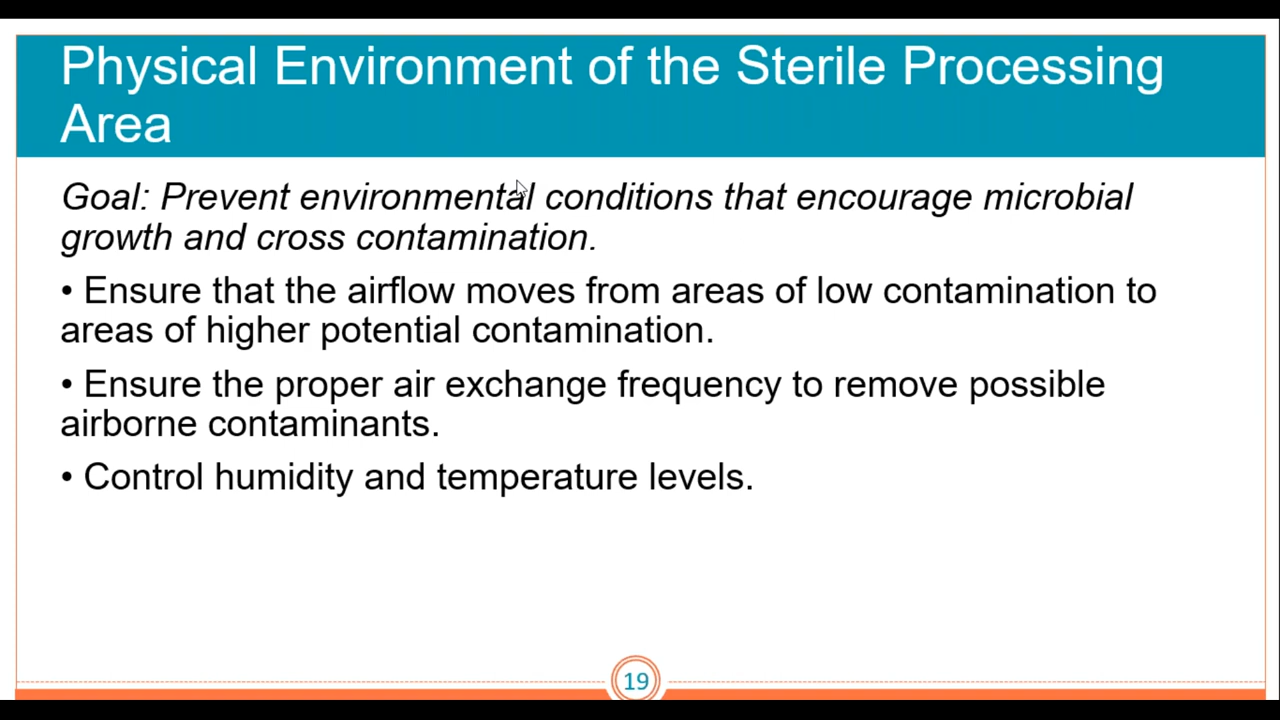 Physical Environment of the Sterile Processing
Area
Goal: Prevent environmental conditions that encourage microbial
growth and cross contamination.
• Ensure that the airflow moves from areas of low contamination to
areas of higher potential contamination.
• Ensure the proper air exchange frequency to remove possible
airborne contaminants.
• Control humidity and temperature levels.
19